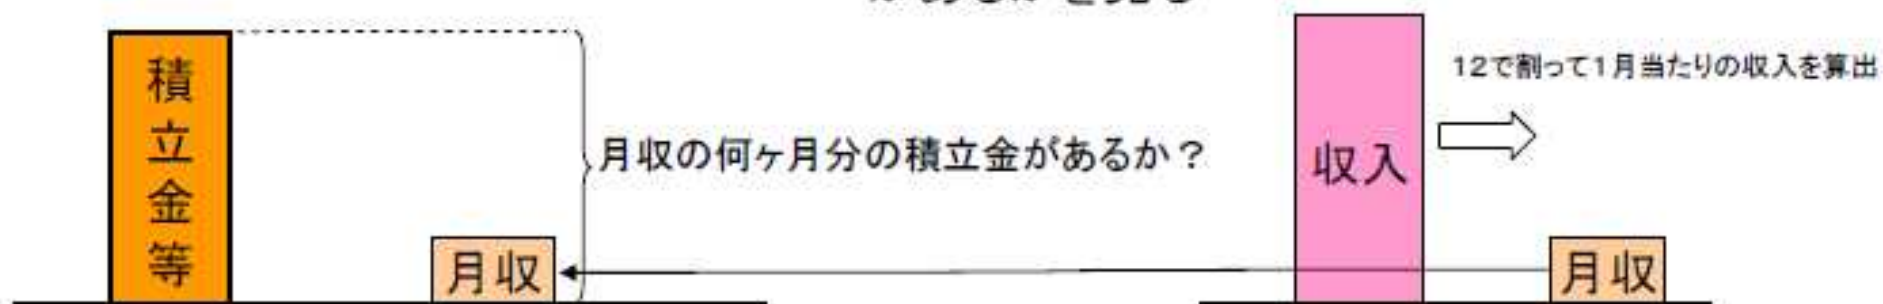 積立金等
月収の何ヶ月分の積立金があるか？
月収
収入
12で割って1月当たりの収入を算出
月収